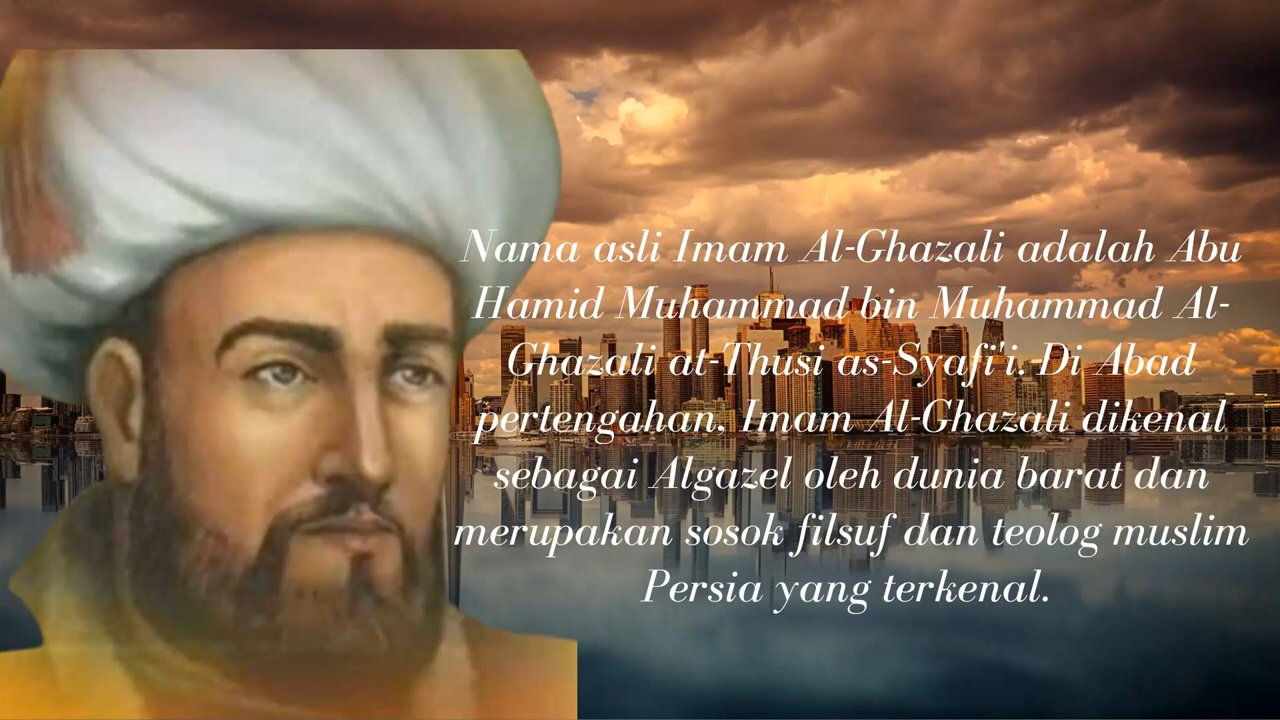 Nama asli Imam Al-Ghazali adalah Abu
Hamid Muhammad bin Muhammad Al-
Ghazali at-Thusi as-Syafi'i. Di Abad
pertengahan, Imam Al-Ghazali dikenal
sebagai Algazel oleh dunia barat dan
merupakan sosok filsuf dan teolog muslim
Persia yang terkenal.